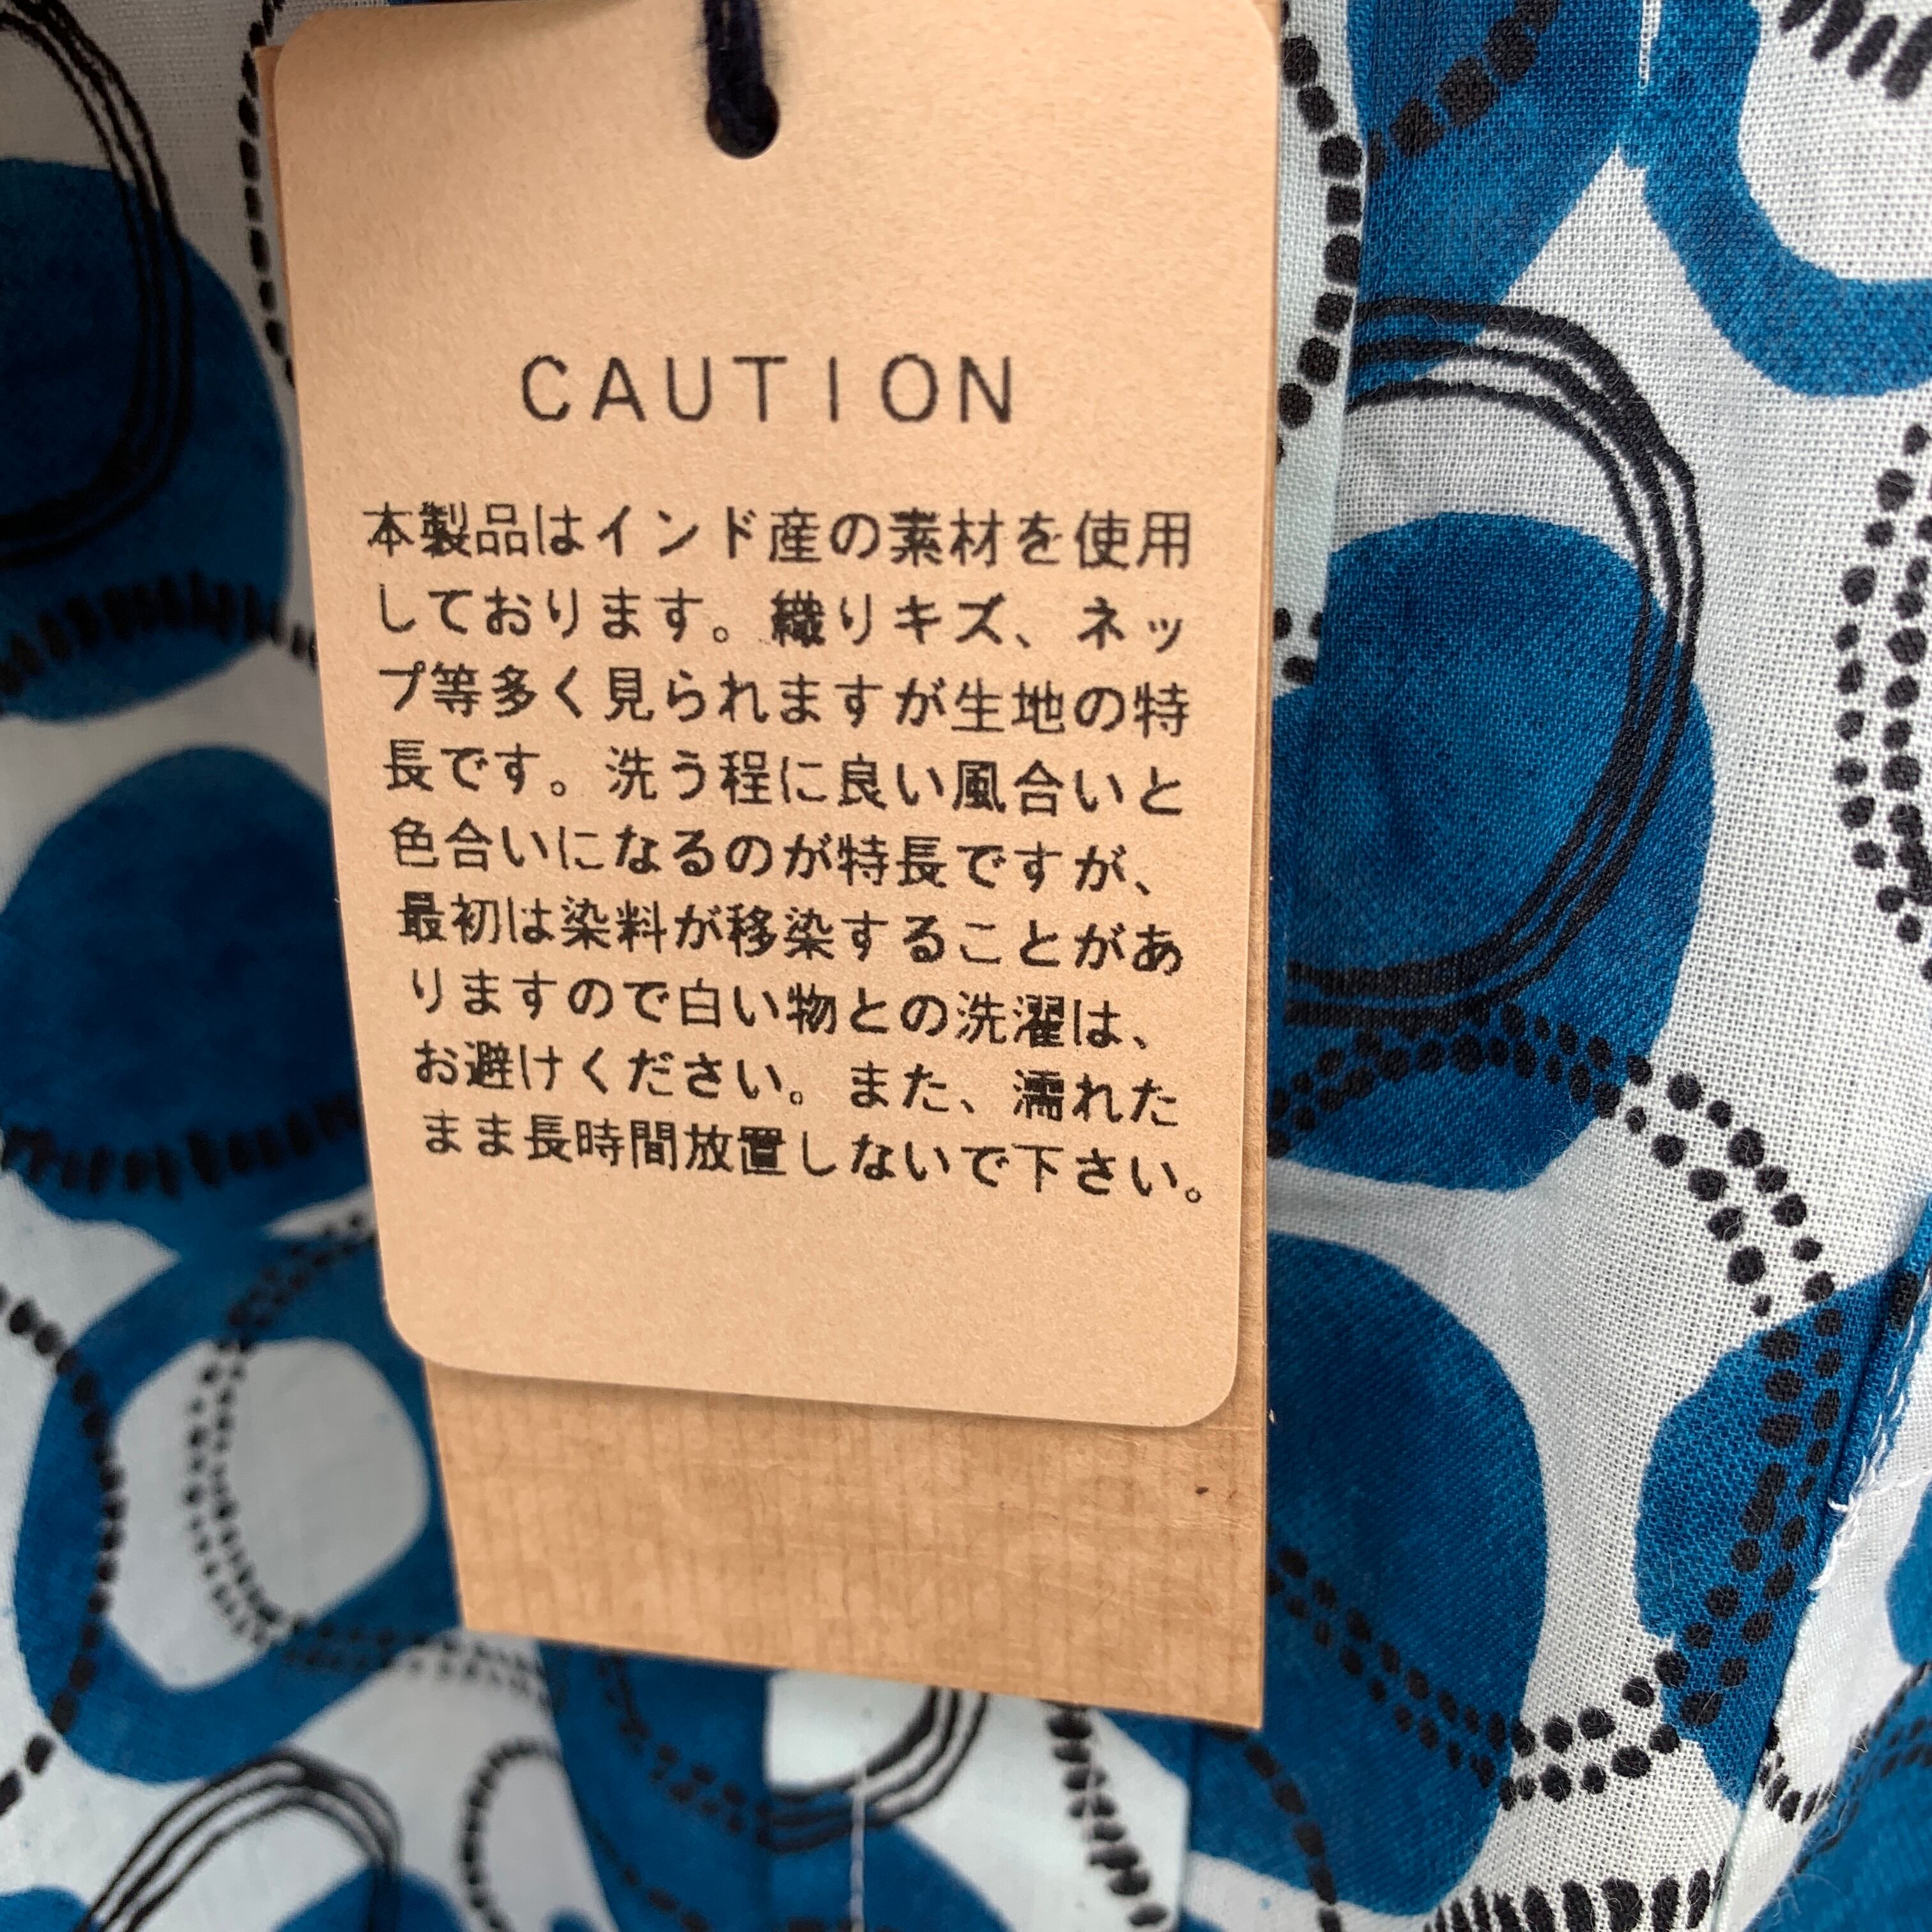 CAUTION
本製品はインド産の素材を使用
しております。織りキズ、ネッ
プ等多く見られますが生地の特
長です。洗う程に良い風合いと
色合いになるのが特長ですが、
最初は染料が移染することがあ
りますので白い物との洗濯は、
お避けください。また、濡れた
まま長時間放置しないで下さい。